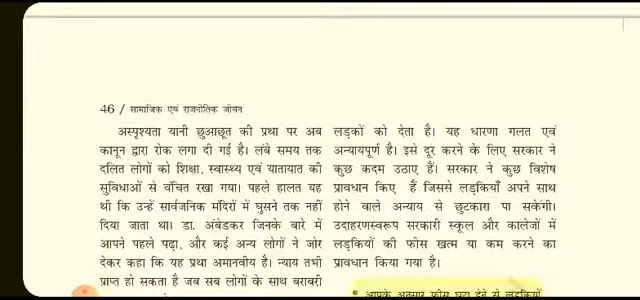 46 / सामाजिक एवं राजनीतिक जीवन
अस्पृश्यता यानी छुआछूत की प्रथा पर अब
कानून द्वारा रोक लगा दी गई है। लंबे समय तक
दलित लोगों को शिक्षा, स्वास्थ्य एवं यातायात की
सुविधाओं से वंचित रखा गया। पहले हालत यह
थी कि उन्हें सार्वजनिक मंदिरों में घुसने तक नहीं
दिया जाता था। डा. अंबेडकर जिनके बारे में
आपने पहले पढ़ा, और कई अन्य लोगों ने जोर
देकर कहा कि यह प्रथा अमानवीय है। न्याय तभी
प्राप्त हो सकता है जब सब लोगों के साथ बराबरी
लड़कों को देता है। यह धारणा गलत एवं
अन्यायपूर्ण है। इसे दूर करने के लिए सरकार ने
कुछ कदम उठाए हैं। सरकार ने कुछ विशेष
प्रावधान किए हैं जिससे लड़कियाँ अपने साथ
होने वाले अन्याय से छुटकारा पा सकेंगी।
उदाहरणस्वरूप सरकारी स्कूल और कालेजों में
लड़कियों की फीस खत्म या कम करने का
प्रावधान किया गया है।
* आपके अनुसार फीस घटा देने से लड़कियों